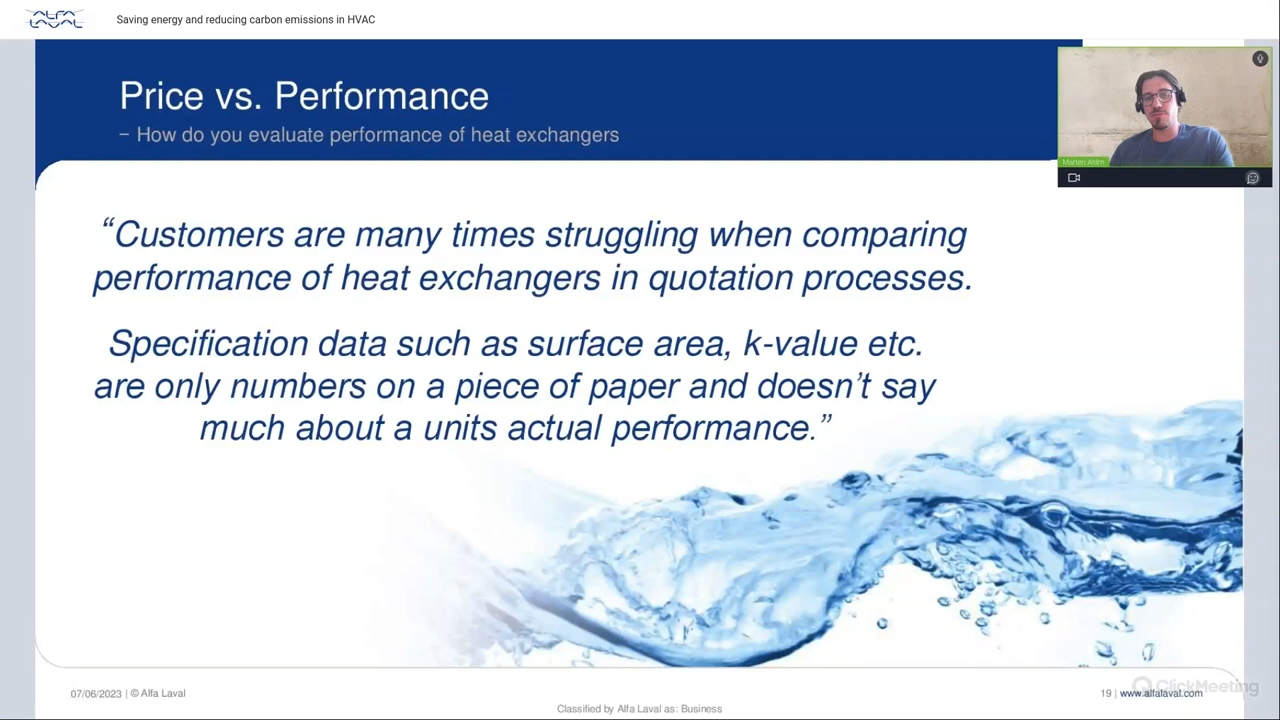 ALFA
LAVAL
Saving energy and reducing carbon emissions in HVAC
Price vs. Performance
− How do you evaluate performance of heat exchangers
Marten Ahlm
“Customers are many times struggling when comparing
performance of heat exchangers in quotation processes.
Specification data such as surface area, k-value etc.
are only numbers on a piece of paper and doesn’t say
much about a units actual performance.”
07/06/2023 | © Alfa Laval
19 | www.alfalaval.com
ClickMeeting
Classified by Alfa Laval as: Business